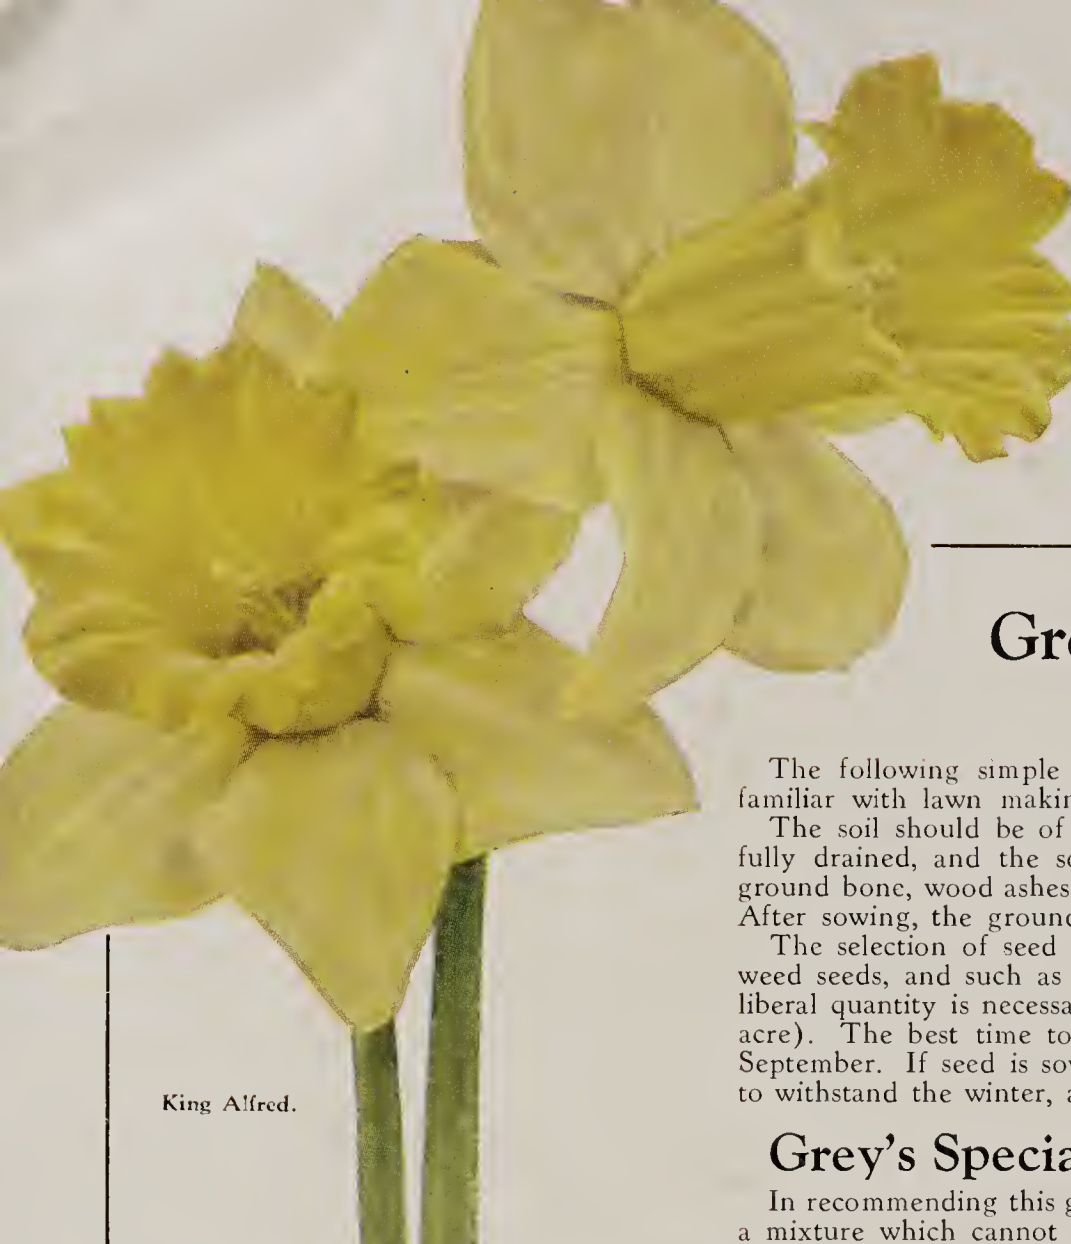 Gre
The following simple
familiar with lawn makin
The soil should be of
fully drained, and the se
ground bone, wood ashes
After sowing, the ground
The selection of seed
weed seeds, and such as
liberal quantity is necessa
acre). The best time to
September. If seed is sow
to withstand the winter, a
King Alfred.
Grey's Specia
In recommending this g
a mixture which cannot